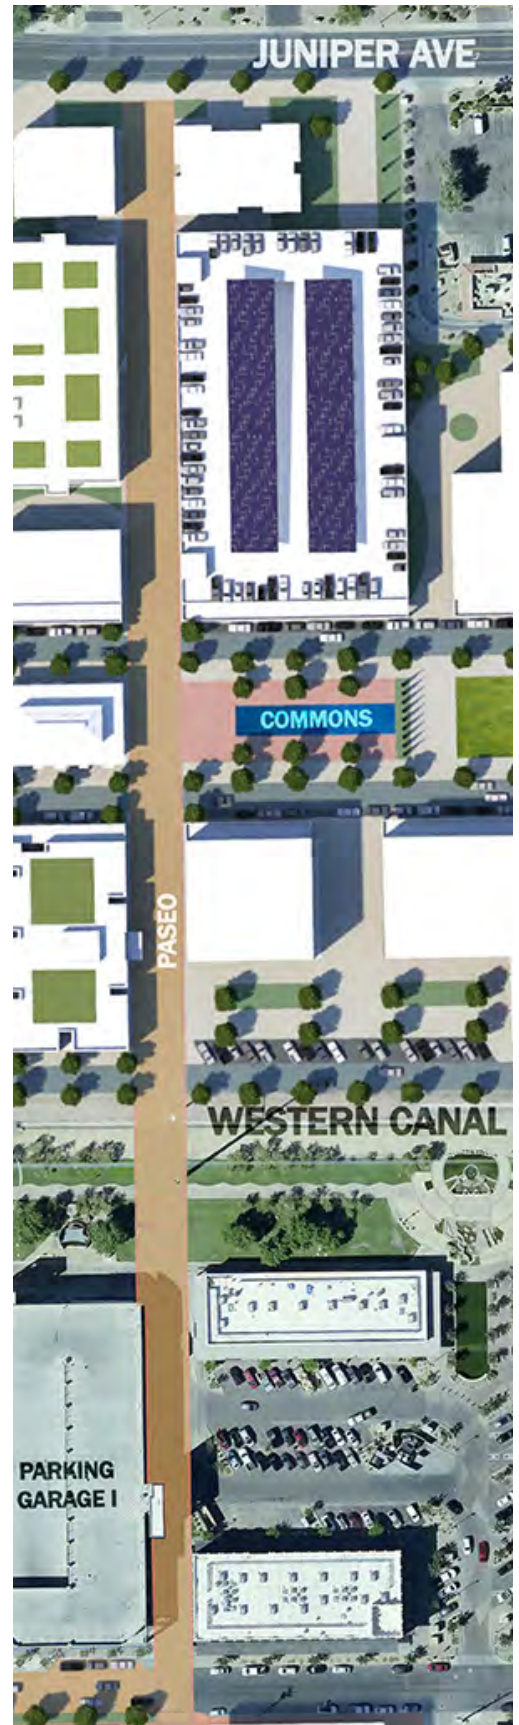 JUNIPER AVE
COMMONS
PASEO
WESTERN CANAL
PARKING
GARAGE I